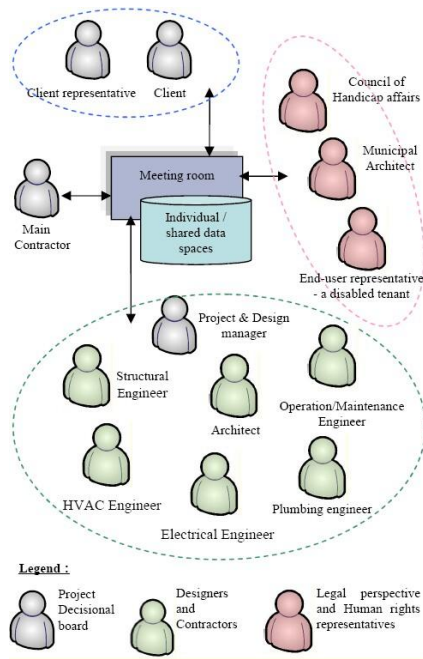 Client representative
Client
Council of
Handicap affairs
Municipal
Architect
Meeting room
Main
Contractor
Individual /
shared data
spaces
End-user representative
- a disabled tenant
Project & Design
manager
Structural
Engineer
Architect
Operation/Maintenance
Engineer
HVAC Engineer
Electrical Engineer
Plumbing engineer
Legend :
Project
Decisional
board
Designers
and
Contractors
Legal perspective
and Human rights
representatives